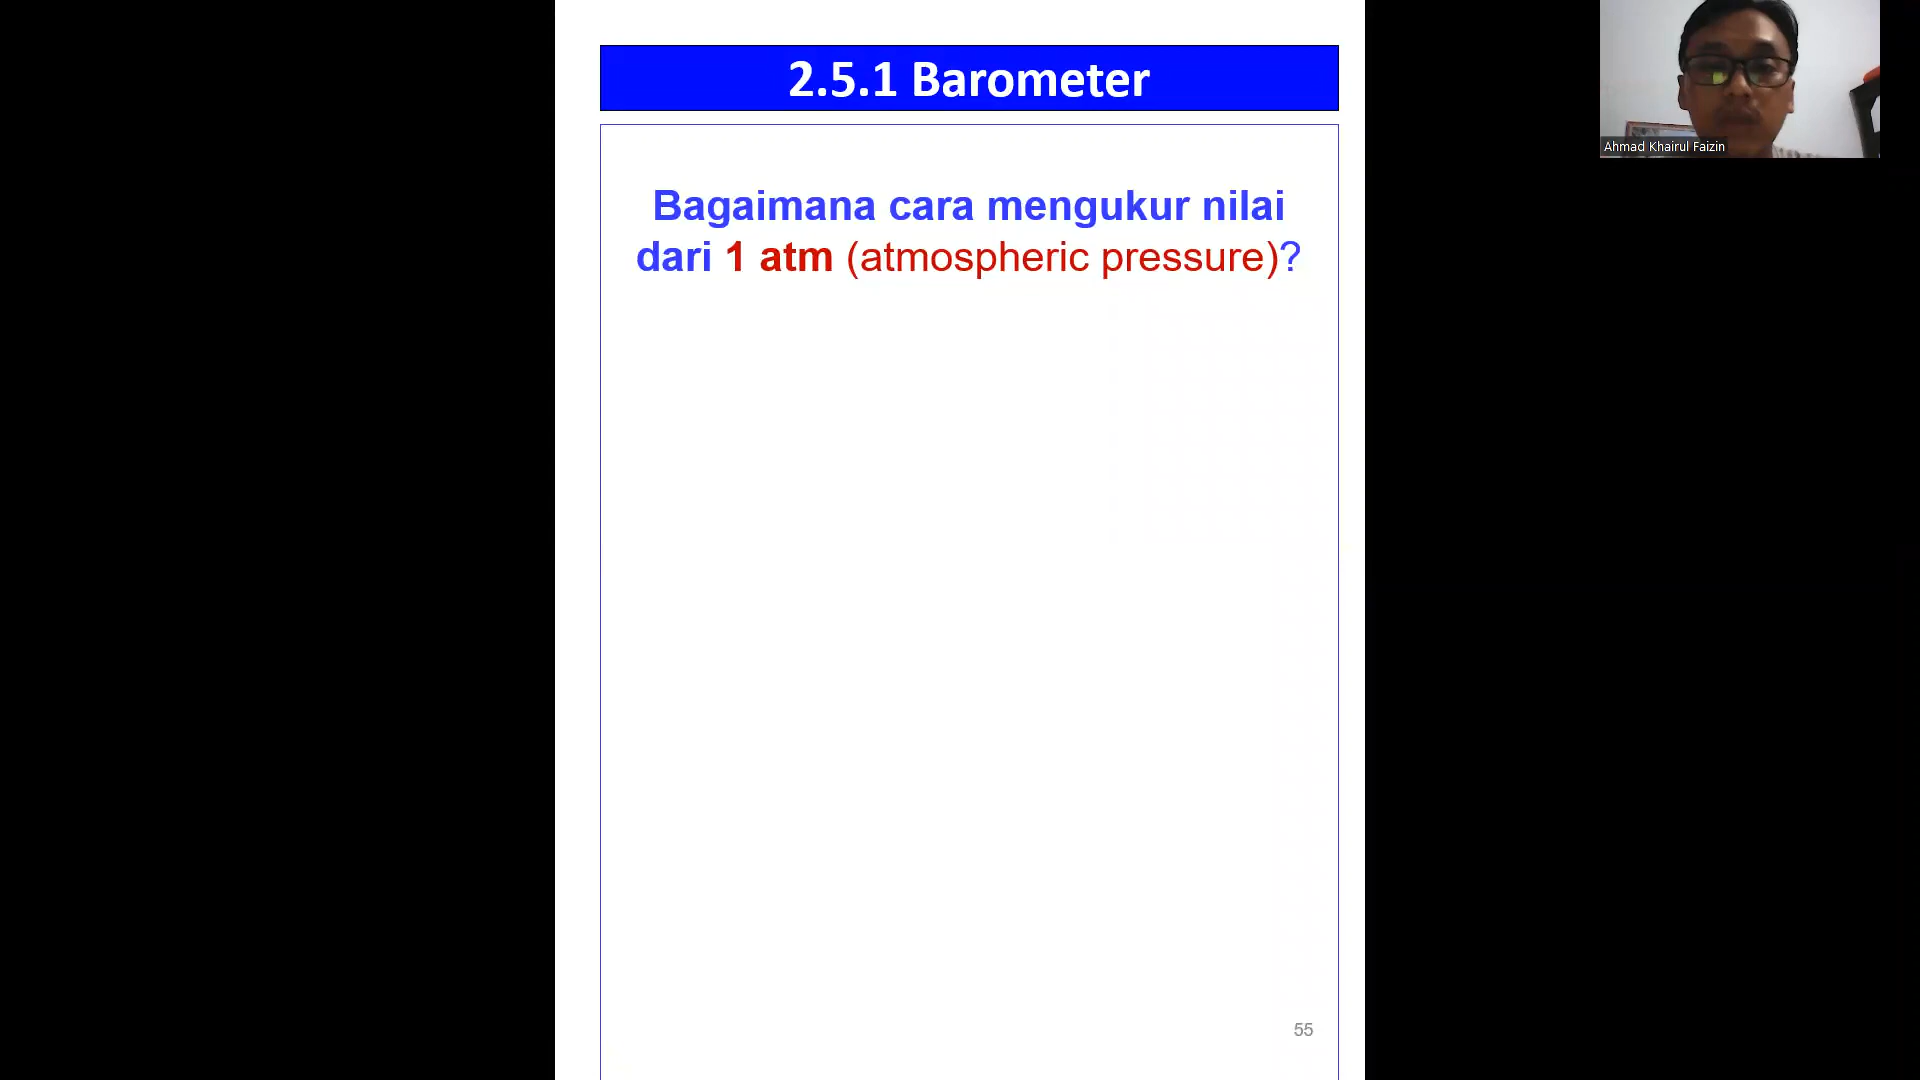 2.5.1 Barometer
Bagaimana cara mengukur nilai
dari 1 atm (atmospheric pressure)?
55
Ahmad Khairul Faizin